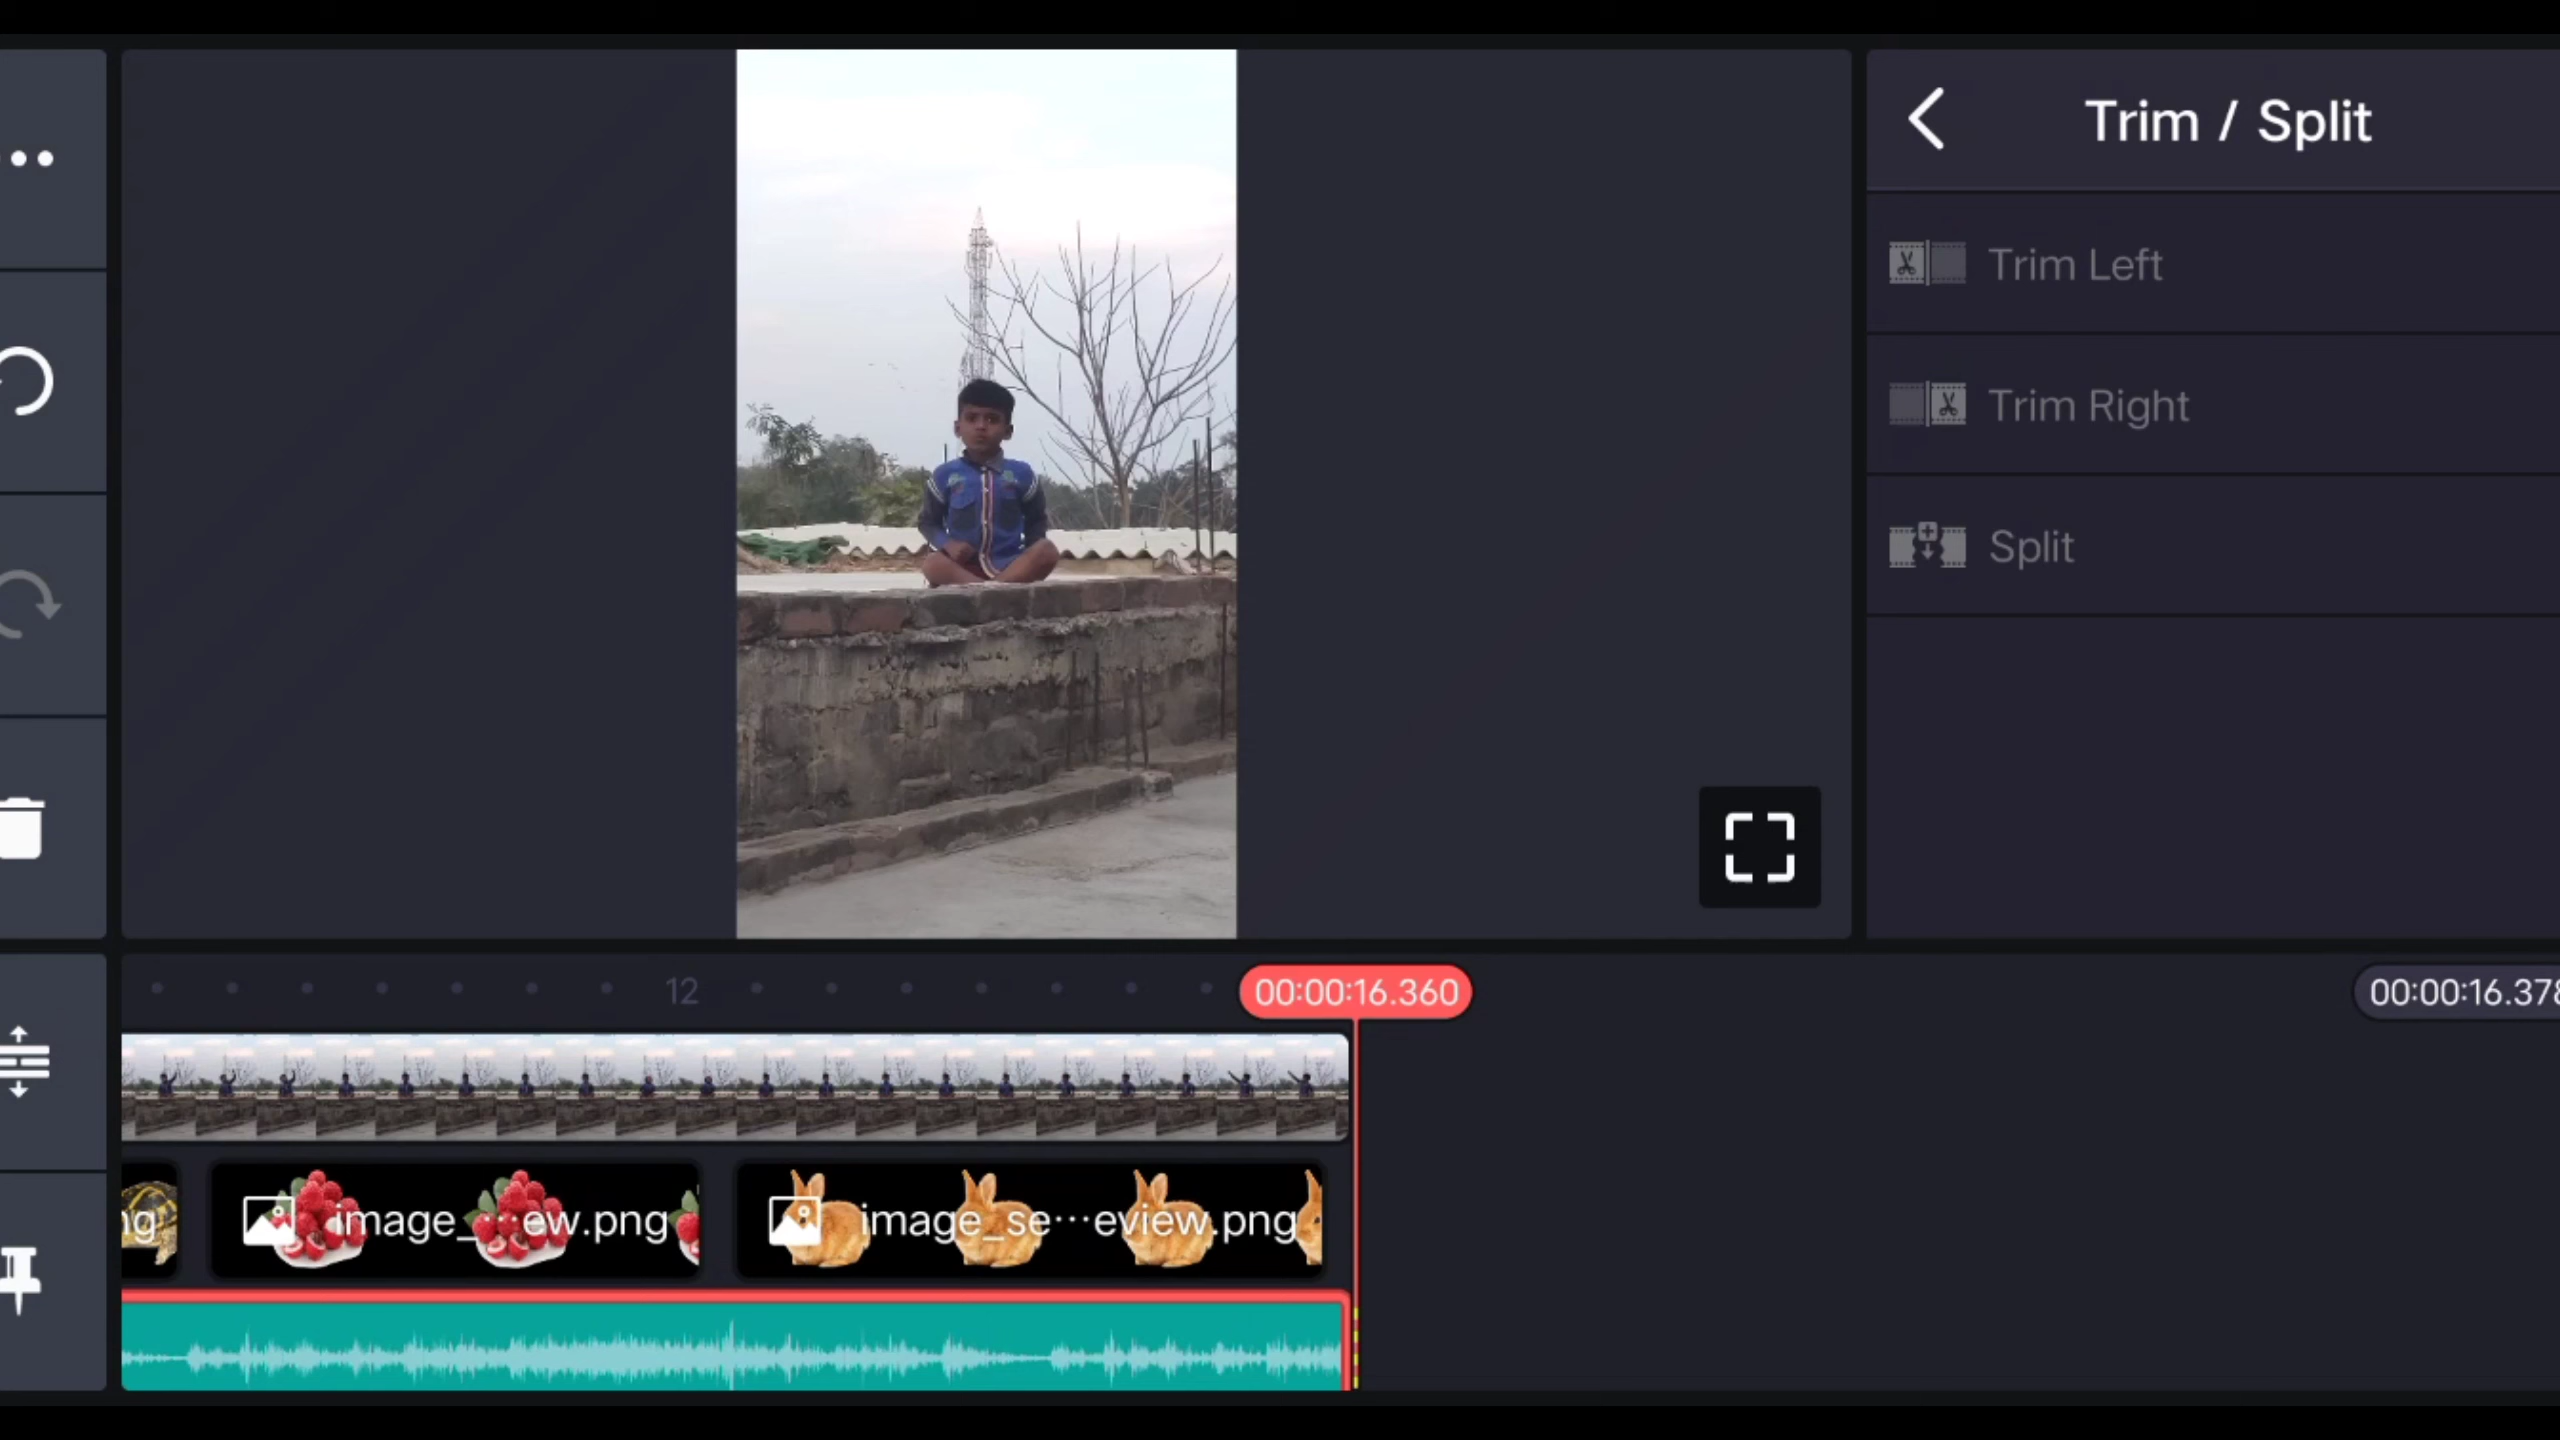 Trim / Split
Trim Left
Trim Right
Split
12
00:00:16.360
00:00:16.378
ng
image_···ew.png
image_se···eview.png